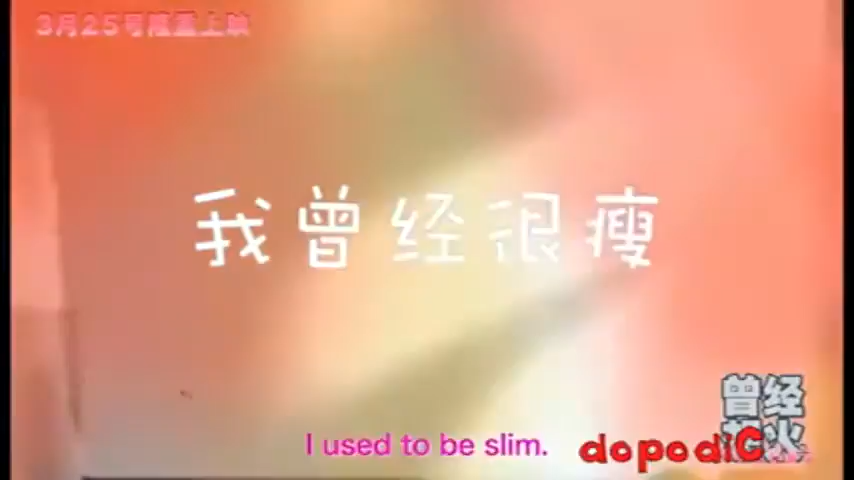 3月25号隆重上映
我曾经很瘦
曾经
火
I used to be slim.
dopodiC